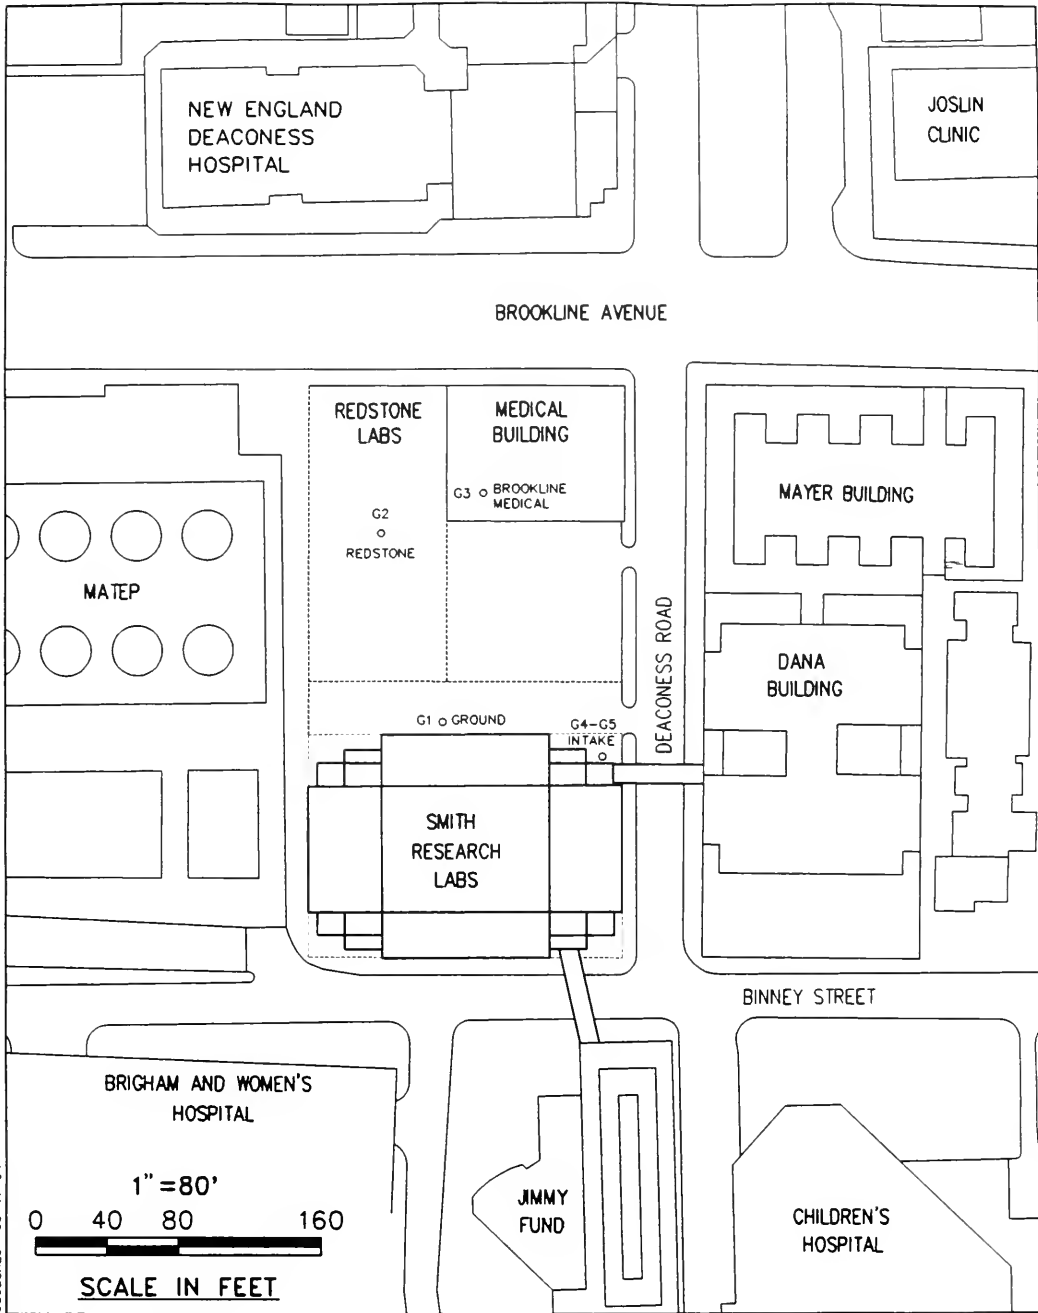 NEW ENGLAND
DEACONESS
HOSPITAL
JOSLIN
CLINIC
BROOKLINE AVENUE
REDSTONE
LABS
MEDICAL
BUILDING
G3 BROOKLINE
MEDICAL
G2
REDSTONE
MAYER BUILDING
MATEP
DEACONESS ROAD
DANA
BUILDING
G1 GROUND
G4-G5
INTAKE
SMITH
RESEARCH
LABS
BINNEY STREET
BRIGHAM AND WOMEN'S
HOSPITAL
1"=80'
0 40 80 160
SCALE IN FEET
JIMMY
FUND
CHILDREN'S
HOSPITAL